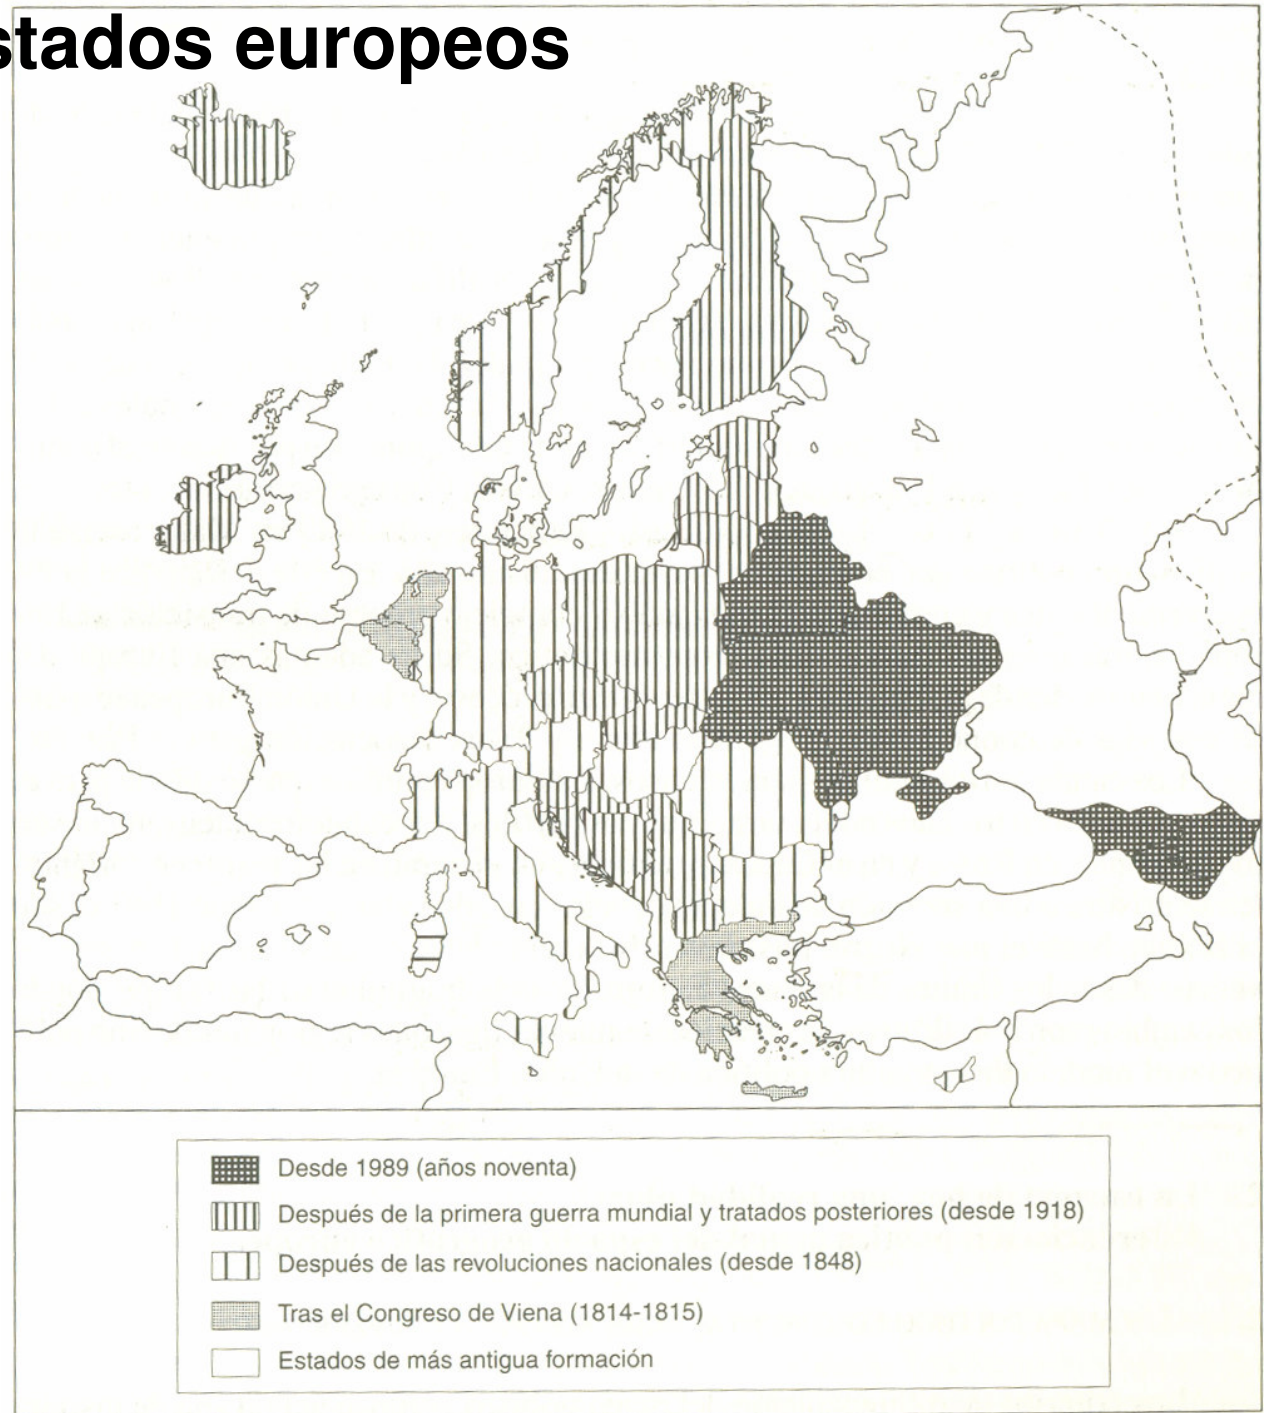 stados europeos
Desde 1989 (años noventa)
Después de la primera guerra mundial y tratados posteriores (desde 1918)
Después de las revoluciones nacionales (desde 1848)
Tras el Congreso de Viena (1814-1815)
Estados de más antigua formación